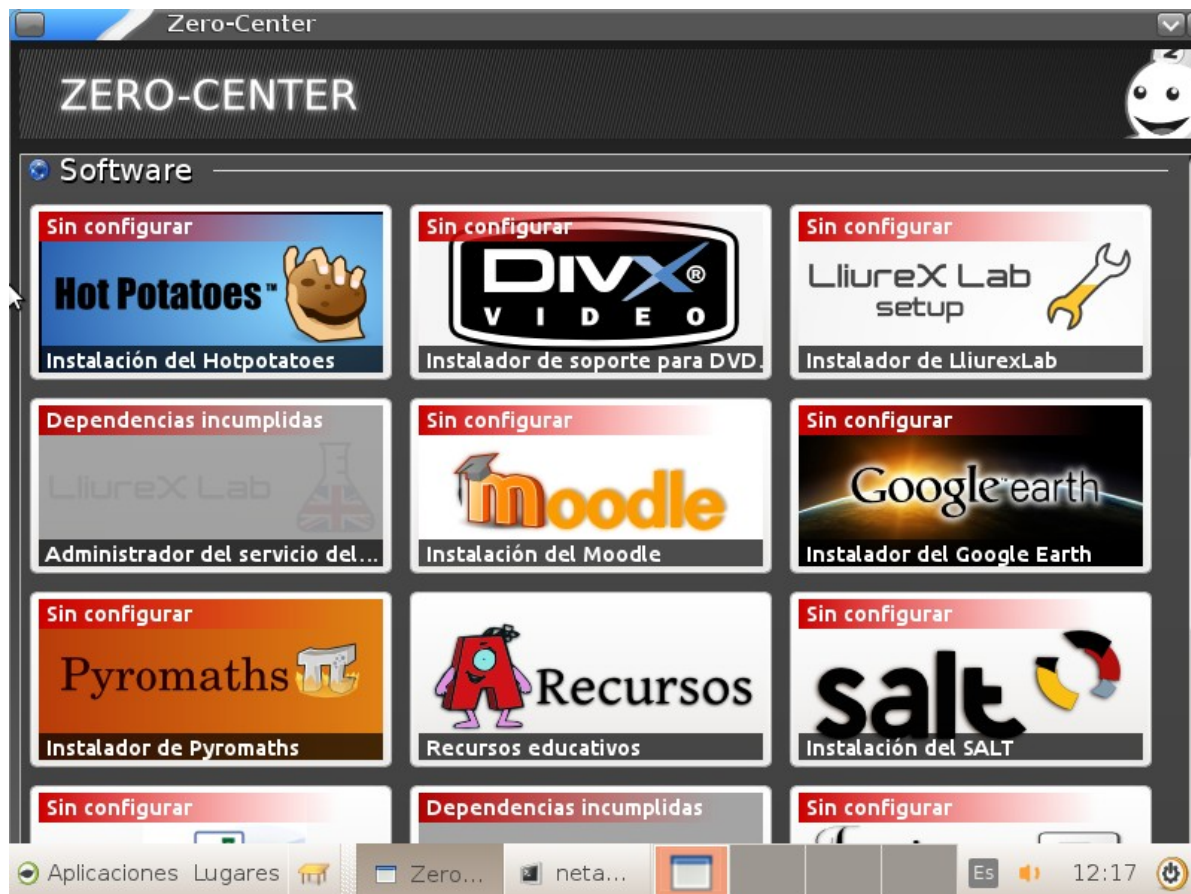 Zero-Center
ZERO-CENTER
Software
Sin configurar
Hot Potatoes™
Instalación del Hotpotatoes
Sin configurar
DIVX®
VIDEO
Instalador de soporte para DVD.
Sin configurar
LliureX Lab
setup
Instalador de LliurexLab
Dependencias incumplidas
LliureX Lab
Administrador del servicio del...
Sin configurar
moodle
Instalación del Moodle
Sin configurar
Google™ earth
Instalador del Google Earth
Sin configurar
Pyromaths
Instalador de Pyromaths
Recursos
Recursos educativos
Sin configurar
salt
Instalación del SALT
Sin configurar
Dependencias incumplidas
Sin configurar
Aplicaciones Lugares Zero... neta... Es 12:17